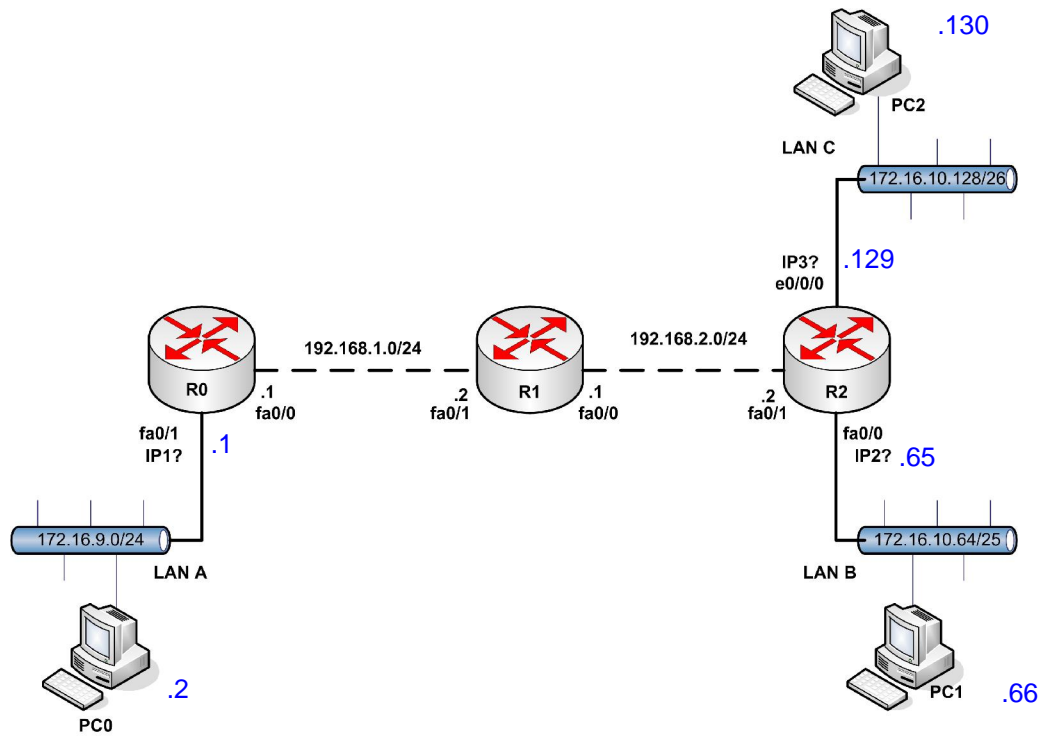 .130
PC2
LAN C
172.16.10.128/26
IP3?
.129
e0/0/0
192.168.1.0/24
192.168.2.0/24
R0
.1
fa0/0
.2
fa0/1
R1
.1
fa0/0
.2
fa0/1
R2
fa0/1
IP1?
.1
fa0/0
IP2?
.65
172.16.9.0/24
LAN A
172.16.10.64/25
LAN B
.2
PC0
PC1
.66